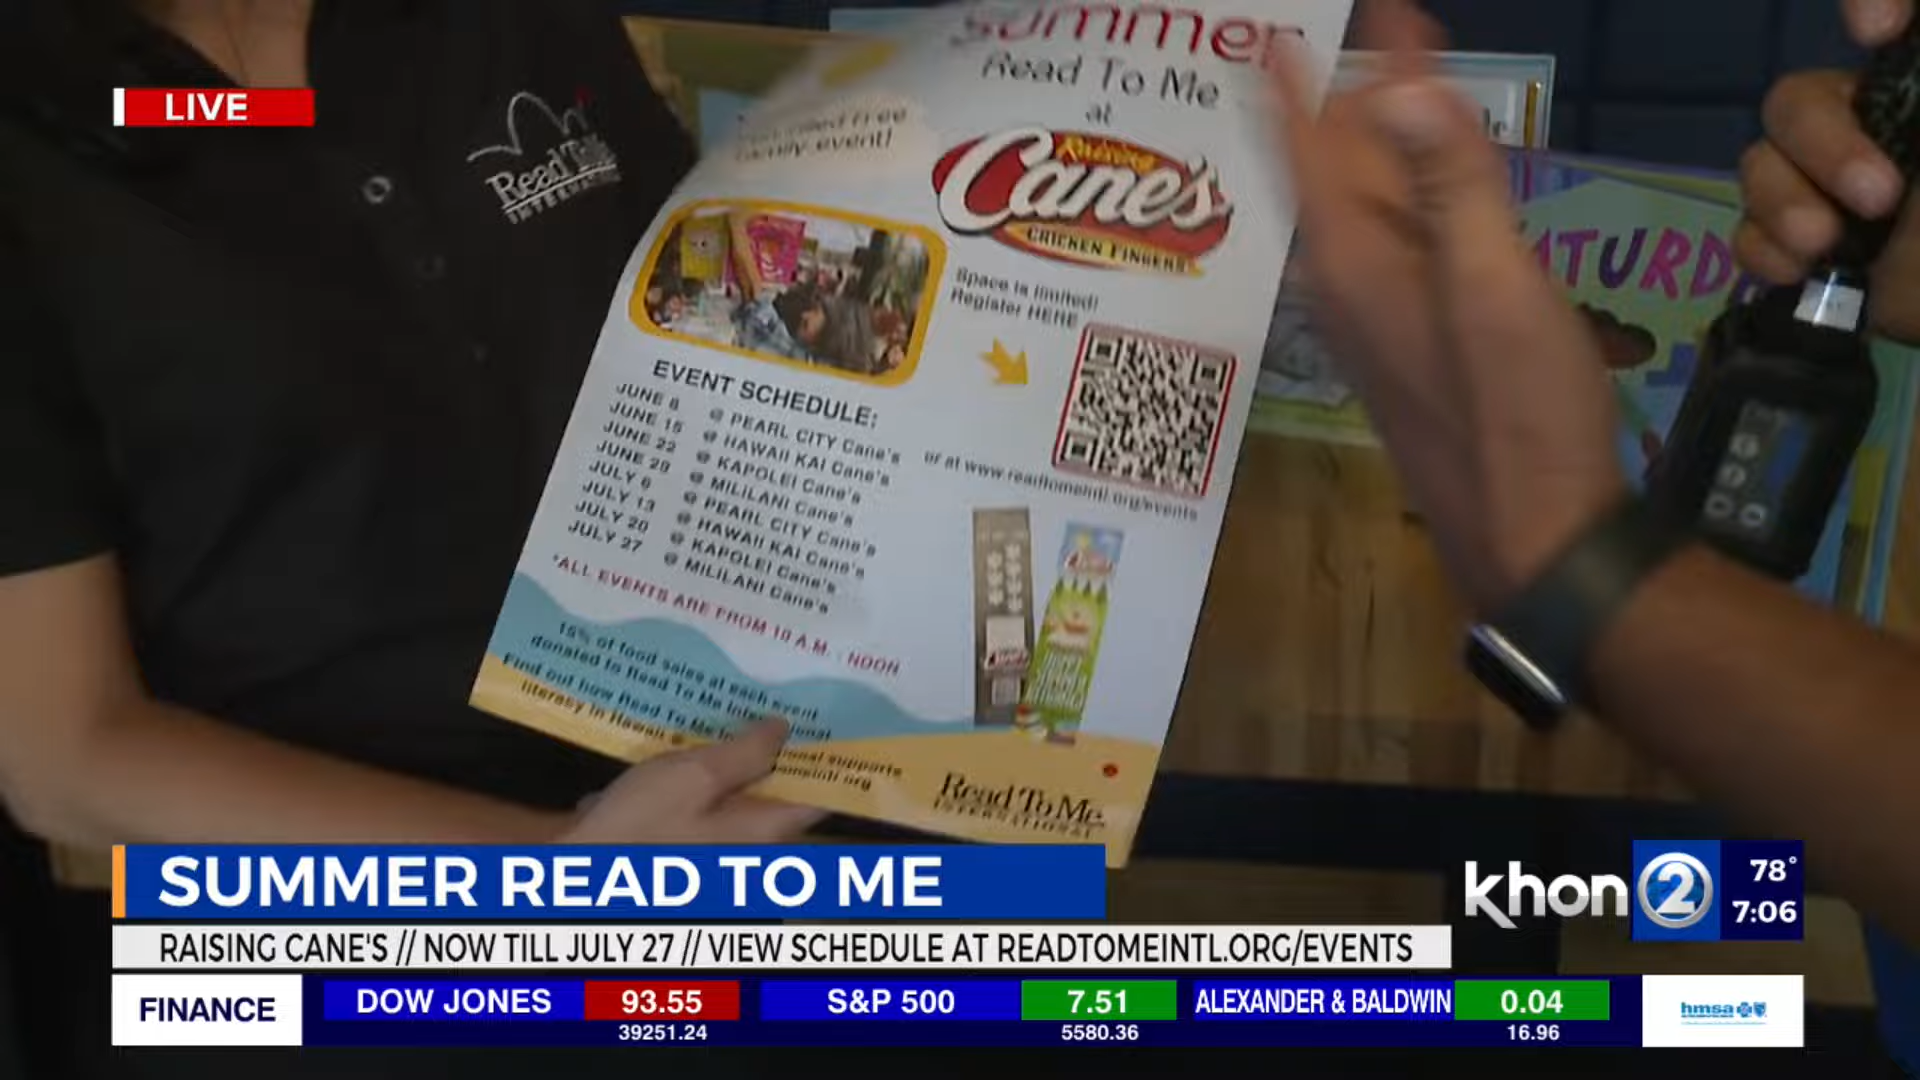 LIVE
Summer
Read To Me
at
family event!
Raising
Cane's
CHICKEN FINGERS
Read To Me
INTERNATIONAL
Space is limited!
Register HERE
EVENT SCHEDULE:
JUNE 8 @ PEARL CITY Cane's
JUNE 15 @ HAWAII KAI Cane's
JUNE 22 @ KAPOLEI Cane's
JUNE 29 @ MILILANI Cane's
JULY 6 @ PEARL CITY Cane's
JULY 13 @ HAWAII KAI Cane's
JULY 20 @ KAPOLEI Cane's
JULY 27 @ MILILANI Cane's
or at www.readtomeintl.org/events
*ALL EVENTS ARE FROM 10 A.M. - NOON
15% of food sales at each event
donated to Read To Me International
Find out how Read To Me International supports
literacy in Hawaii @
Read To Me
INTERNATIONAL
ATURD
SUMMER READ TO ME
RAISING CANE'S // NOW TILL JULY 27 // VIEW SCHEDULE AT READTOMEINTL.ORG/EVENTS
khon 2
78°
7:06
FINANCE
DOW JONES 93.55
39251.24
S&P 500 7.51
5580.36
ALEXANDER & BALDWIN 0.04
16.96
hmsa